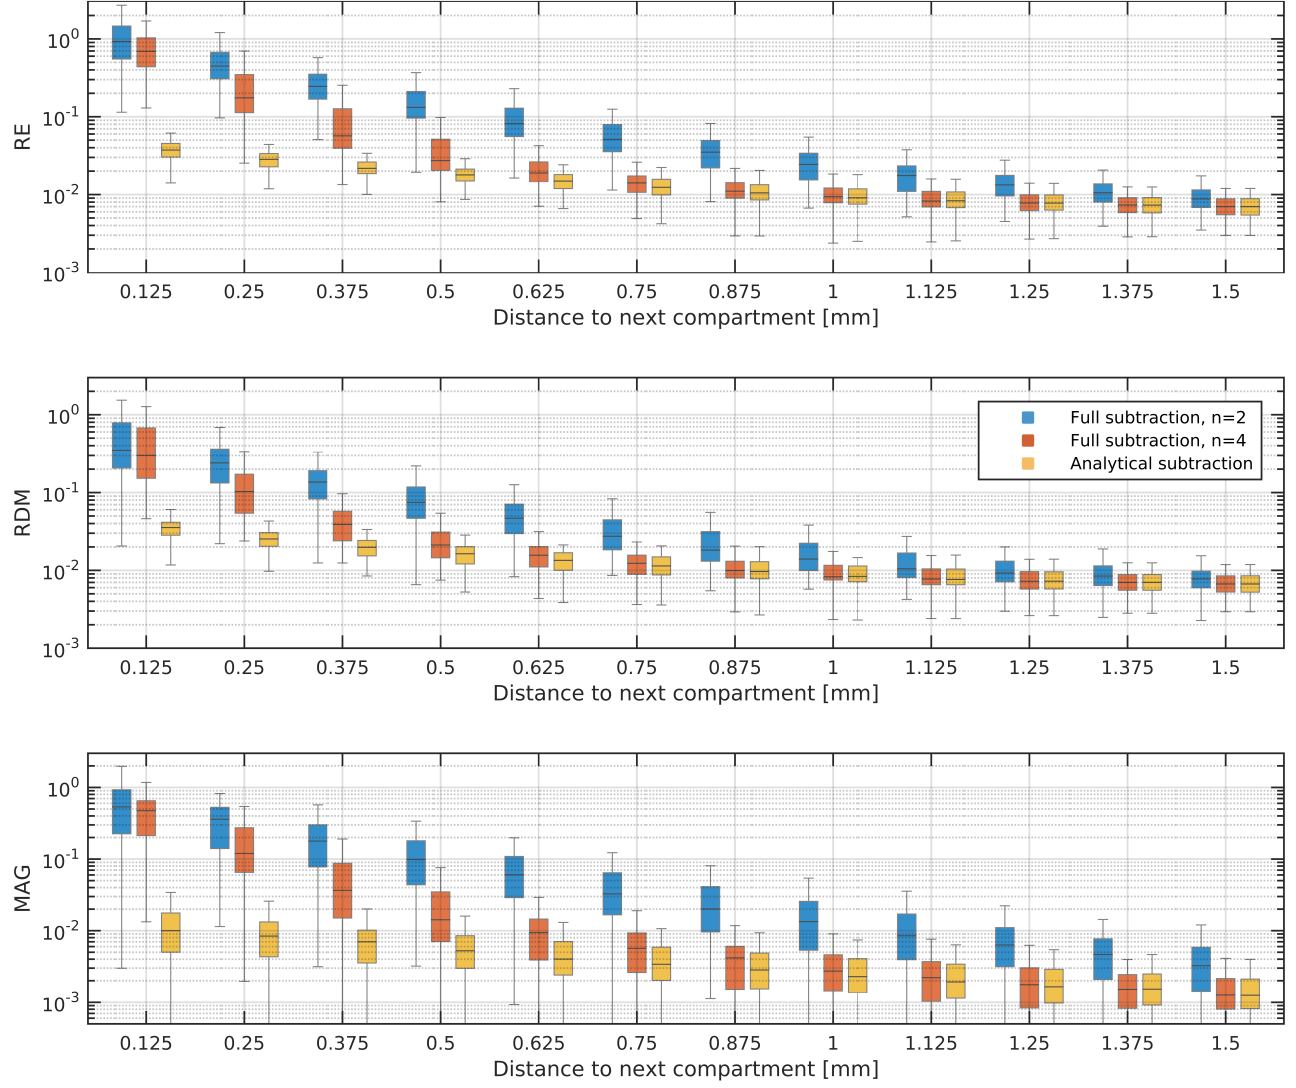 RE
10^0
10^-1
10^-2
10^-3
0.125 0.25 0.375 0.5 0.625 0.75 0.875 1 1.125 1.25 1.375 1.5
Distance to next compartment [mm]
RDM
10^0
10^-1
10^-2
10^-3
Full subtraction, n=2
Full subtraction, n=4
Analytical subtraction
0.125 0.25 0.375 0.5 0.625 0.75 0.875 1 1.125 1.25 1.375 1.5
Distance to next compartment [mm]
MAG
10^0
10^-1
10^-2
10^-3
0.125 0.25 0.375 0.5 0.625 0.75 0.875 1 1.125 1.25 1.375 1.5
Distance to next compartment [mm]